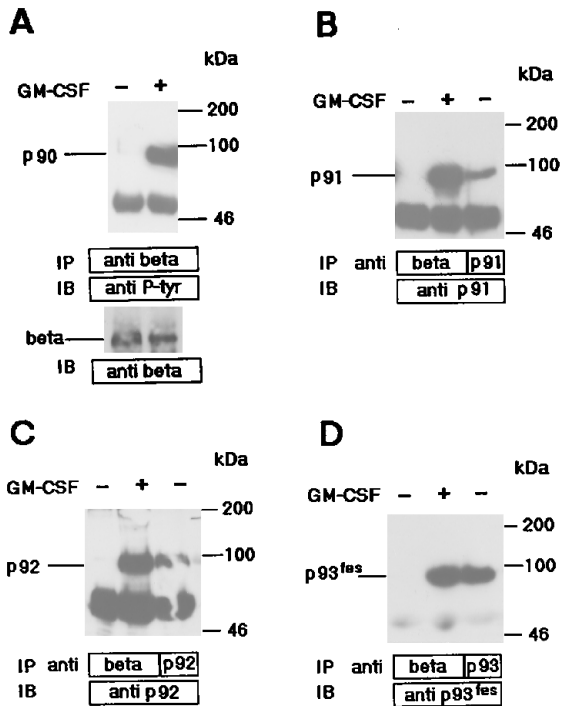 A
kDa
GM-CSF − +
200
p90
100
46
IP anti beta
IB anti P-tyr
beta
IB anti beta
B
kDa
GM-CSF − + −
200
100
p91
46
IP anti beta p91
IB anti p91
C
kDa
GM-CSF − + −
200
100
p92
46
IP anti beta p92
IB anti p92
D
kDa
GM-CSF − + −
200
100
p93fes
46
IP anti beta p93
IB anti p93fes